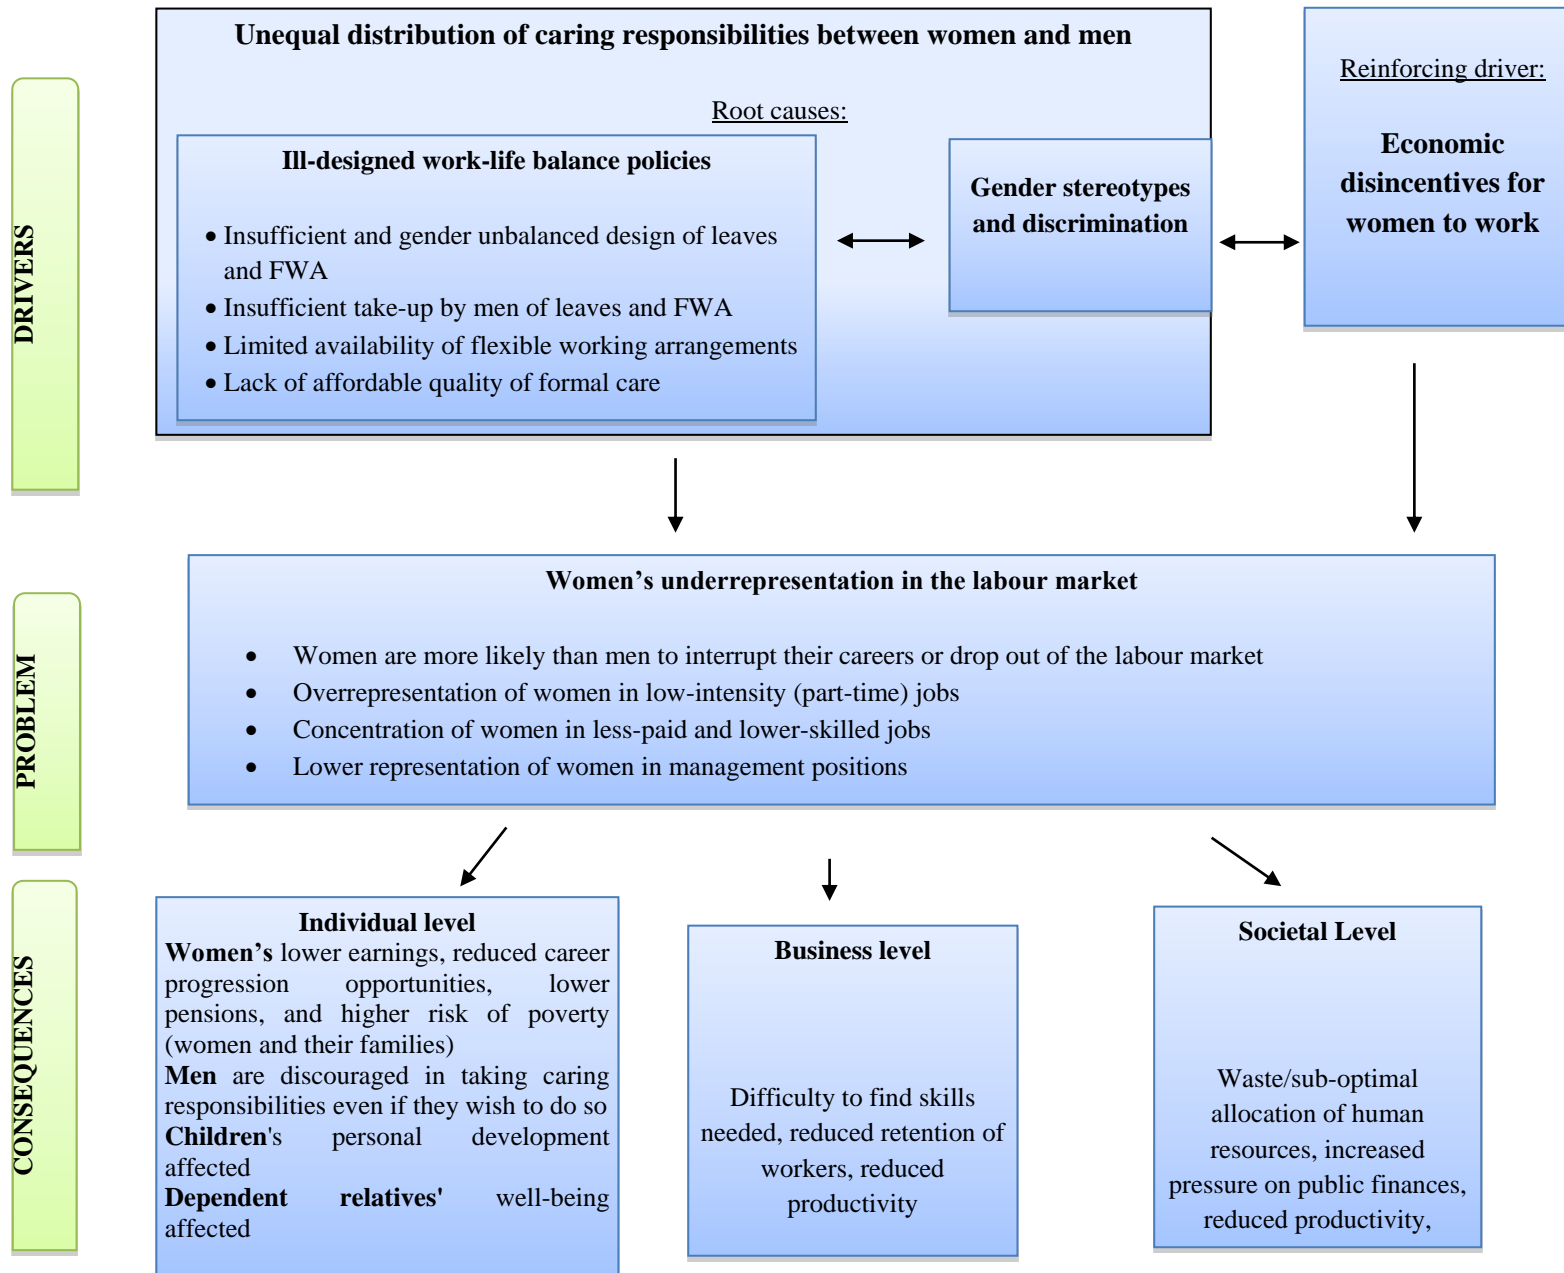 DRIVERS
Unequal distribution of caring responsibilities between women and men
Root causes:
Ill-designed work-life balance policies
• Insufficient and gender unbalanced design of leaves
and FWA
• Insufficient take-up by men of leaves and FWA
• Limited availability of flexible working arrangements
• Lack of affordable quality of formal care
Gender stereotypes
and discrimination
Reinforcing driver:
Economic
disincentives for
women to work
PROBLEM
Women’s underrepresentation in the labour market
• Women are more likely than men to interrupt their careers or drop out of the labour market
• Overrepresentation of women in low-intensity (part-time) jobs
• Concentration of women in less-paid and lower-skilled jobs
• Lower representation of women in management positions
CONSEQUENCES
Individual level
Women’s lower earnings, reduced career
progression opportunities, lower
pensions, and higher risk of poverty
(women and their families)
Men are discouraged in taking caring
responsibilities even if they wish to do so
Children's personal development
affected
Dependent relatives' well-being
affected
Business level
Difficulty to find skills
needed, reduced retention of
workers, reduced
productivity
Societal Level
Waste/sub-optimal
allocation of human
resources, increased
pressure on public finances,
reduced productivity,